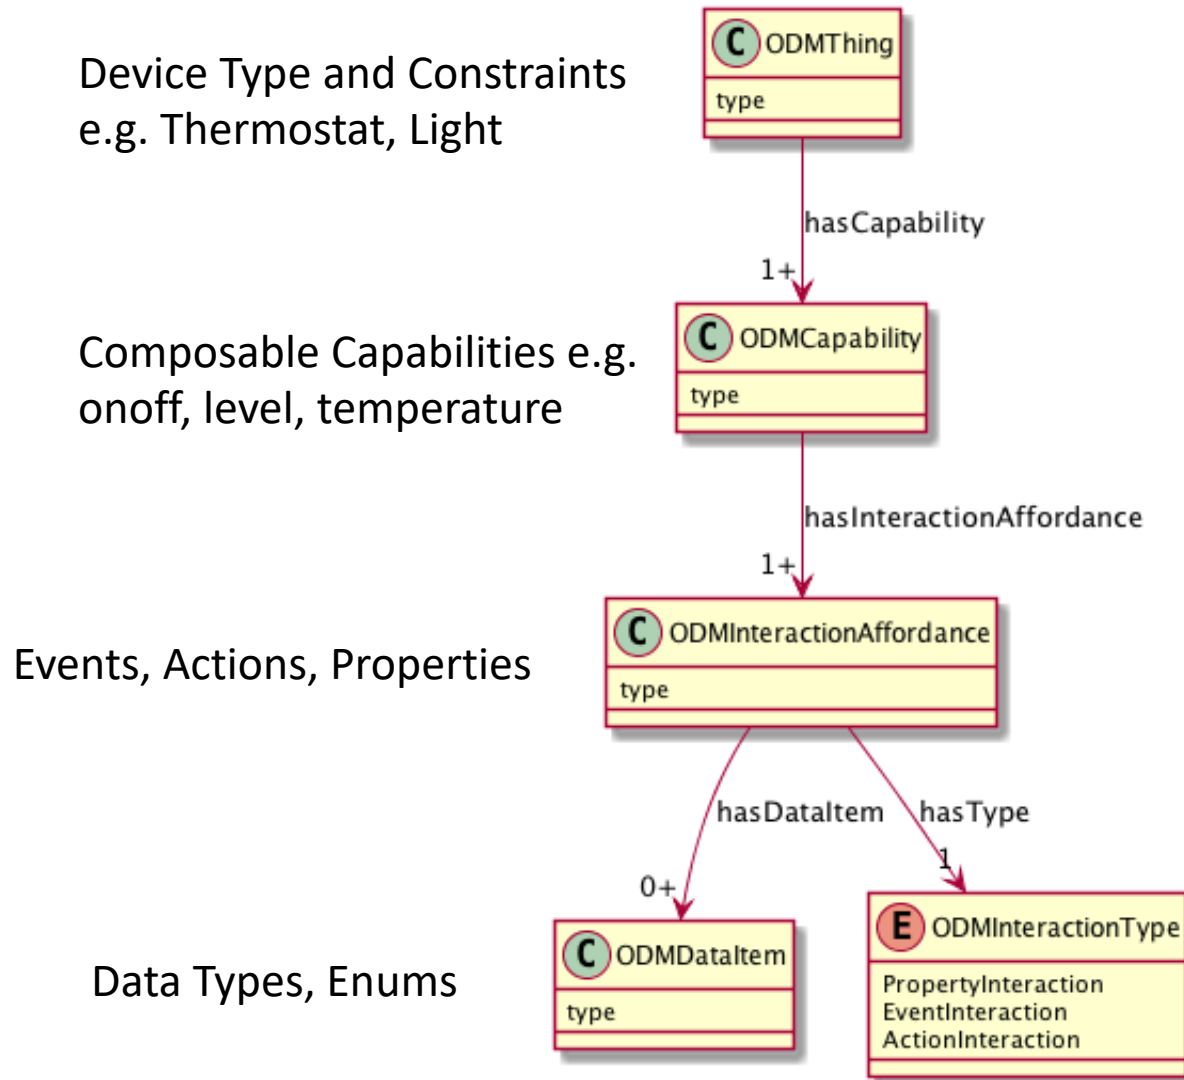 C ODMThing
type
Device Type and Constraints
e.g. Thermostat, Light
hasCapability
1+
C ODMCapability
type
Composable Capabilities e.g.
onoff, level, temperature
hasInteractionAffordance
1+
C ODMInteractionAffordance
type
Events, Actions, Properties
hasDataItem
hasType
0+
1
C ODMDataItem
type
E ODMInteractionType
PropertyInteraction
EventInteraction
ActionInteraction
Data Types, Enums